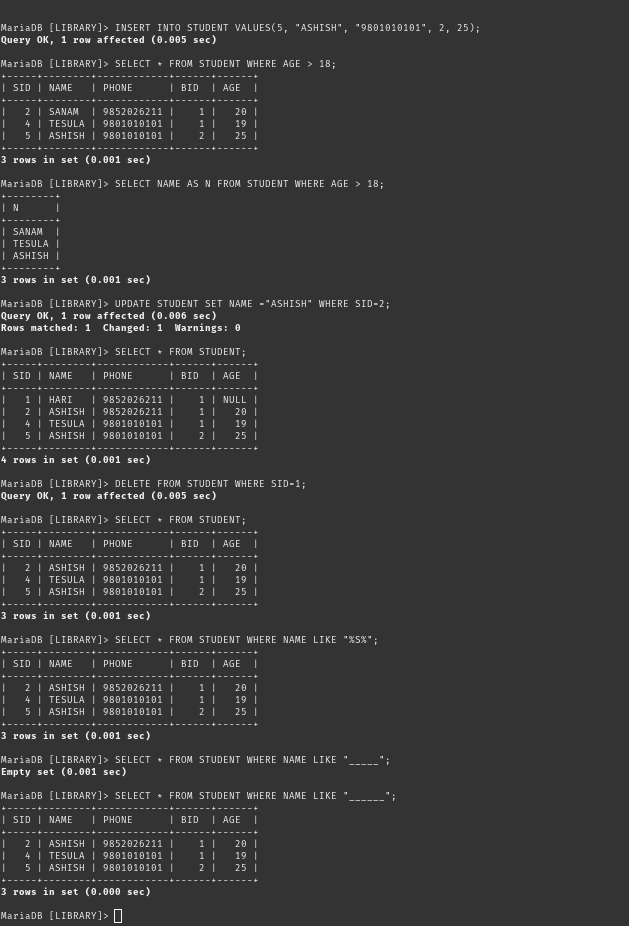 MariaDB [LIBRARY]> INSERT INTO STUDENT VALUES(5, "ASHISH", "9801010101", 2, 25);
Query OK, 1 row affected (0.005 sec)

MariaDB [LIBRARY]> SELECT * FROM STUDENT WHERE AGE > 18;
+-----+--------+------------+------+------+
| SID | NAME   | PHONE      | BID  | AGE  |
+-----+--------+------------+------+------+
|   2 | SANAM  | 9852026211 |    1 |   20 |
|   4 | TESULA | 9801010101 |    1 |   19 |
|   5 | ASHISH | 9801010101 |    2 |   25 |
+-----+--------+------------+------+------+
3 rows in set (0.001 sec)

MariaDB [LIBRARY]> SELECT NAME AS N FROM STUDENT WHERE AGE > 18;
+--------+
| N      |
+--------+
| SANAM  |
| TESULA |
| ASHISH |
+--------+
3 rows in set (0.001 sec)

MariaDB [LIBRARY]> UPDATE STUDENT SET NAME ="ASHISH" WHERE SID=2;
Query OK, 1 row affected (0.006 sec)
Rows matched: 1  Changed: 1  Warnings: 0

MariaDB [LIBRARY]> SELECT * FROM STUDENT;
+-----+--------+------------+------+------+
| SID | NAME   | PHONE      | BID  | AGE  |
+-----+--------+------------+------+------+
|   1 | HARI   | 9852026211 |    1 | NULL |
|   2 | ASHISH | 9852026211 |    1 |   20 |
|   4 | TESULA | 9801010101 |    1 |   19 |
|   5 | ASHISH | 9801010101 |    2 |   25 |
+-----+--------+------------+------+------+
4 rows in set (0.001 sec)

MariaDB [LIBRARY]> DELETE FROM STUDENT WHERE SID=1;
Query OK, 1 row affected (0.005 sec)

MariaDB [LIBRARY]> SELECT * FROM STUDENT;
+-----+--------+------------+------+------+
| SID | NAME   | PHONE      | BID  | AGE  |
+-----+--------+------------+------+------+
|   2 | ASHISH | 9852026211 |    1 |   20 |
|   4 | TESULA | 9801010101 |    1 |   19 |
|   5 | ASHISH | 9801010101 |    2 |   25 |
+-----+--------+------------+------+------+
3 rows in set (0.001 sec)

MariaDB [LIBRARY]> SELECT * FROM STUDENT WHERE NAME LIKE "%S%";
+-----+--------+------------+------+------+
| SID | NAME   | PHONE      | BID  | AGE  |
+-----+--------+------------+------+------+
|   2 | ASHISH | 9852026211 |    1 |   20 |
|   4 | TESULA | 9801010101 |    1 |   19 |
|   5 | ASHISH | 9801010101 |    2 |   25 |
+-----+--------+------------+------+------+
3 rows in set (0.001 sec)

MariaDB [LIBRARY]> SELECT * FROM STUDENT WHERE NAME LIKE "_____";
Empty set (0.001 sec)

MariaDB [LIBRARY]> SELECT * FROM STUDENT WHERE NAME LIKE "______";
+-----+--------+------------+------+------+
| SID | NAME   | PHONE      | BID  | AGE  |
+-----+--------+------------+------+------+
|   2 | ASHISH | 9852026211 |    1 |   20 |
|   4 | TESULA | 9801010101 |    1 |   19 |
|   5 | ASHISH | 9801010101 |    2 |   25 |
+-----+--------+------------+------+------+
3 rows in set (0.000 sec)

MariaDB [LIBRARY]>